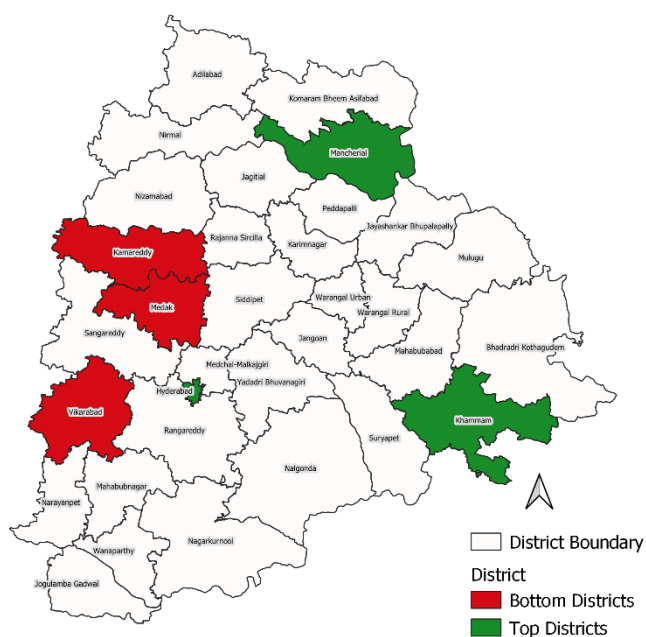 Adilabad
Komaram Bheem Asifabad
Nirmal
Mancherial
Jagitial
Nizamabad
Peddapalli
Jayashankar Bhupalapally
Rajanna Sircilla
Karimnagar
Kamareddy
Mulugu
Warangal Urban
Siddipet
Medak
Warangal Rural
Sangareddy
Jangoan
Bhadradri Kothagudem
Mahabubabad
Medchai-Malkajgiri
Yadadri Bhuvanagiri
Hyderabad
Vikarabad
Khammam
Rangareddy
Suryapet
Nalgonda
Mahabubnagar
Narayanpet
Nagarkurnool
Wanaparthy
Jogulamba Gadwal
District Boundary
District
Bottom Districts
Top Districts